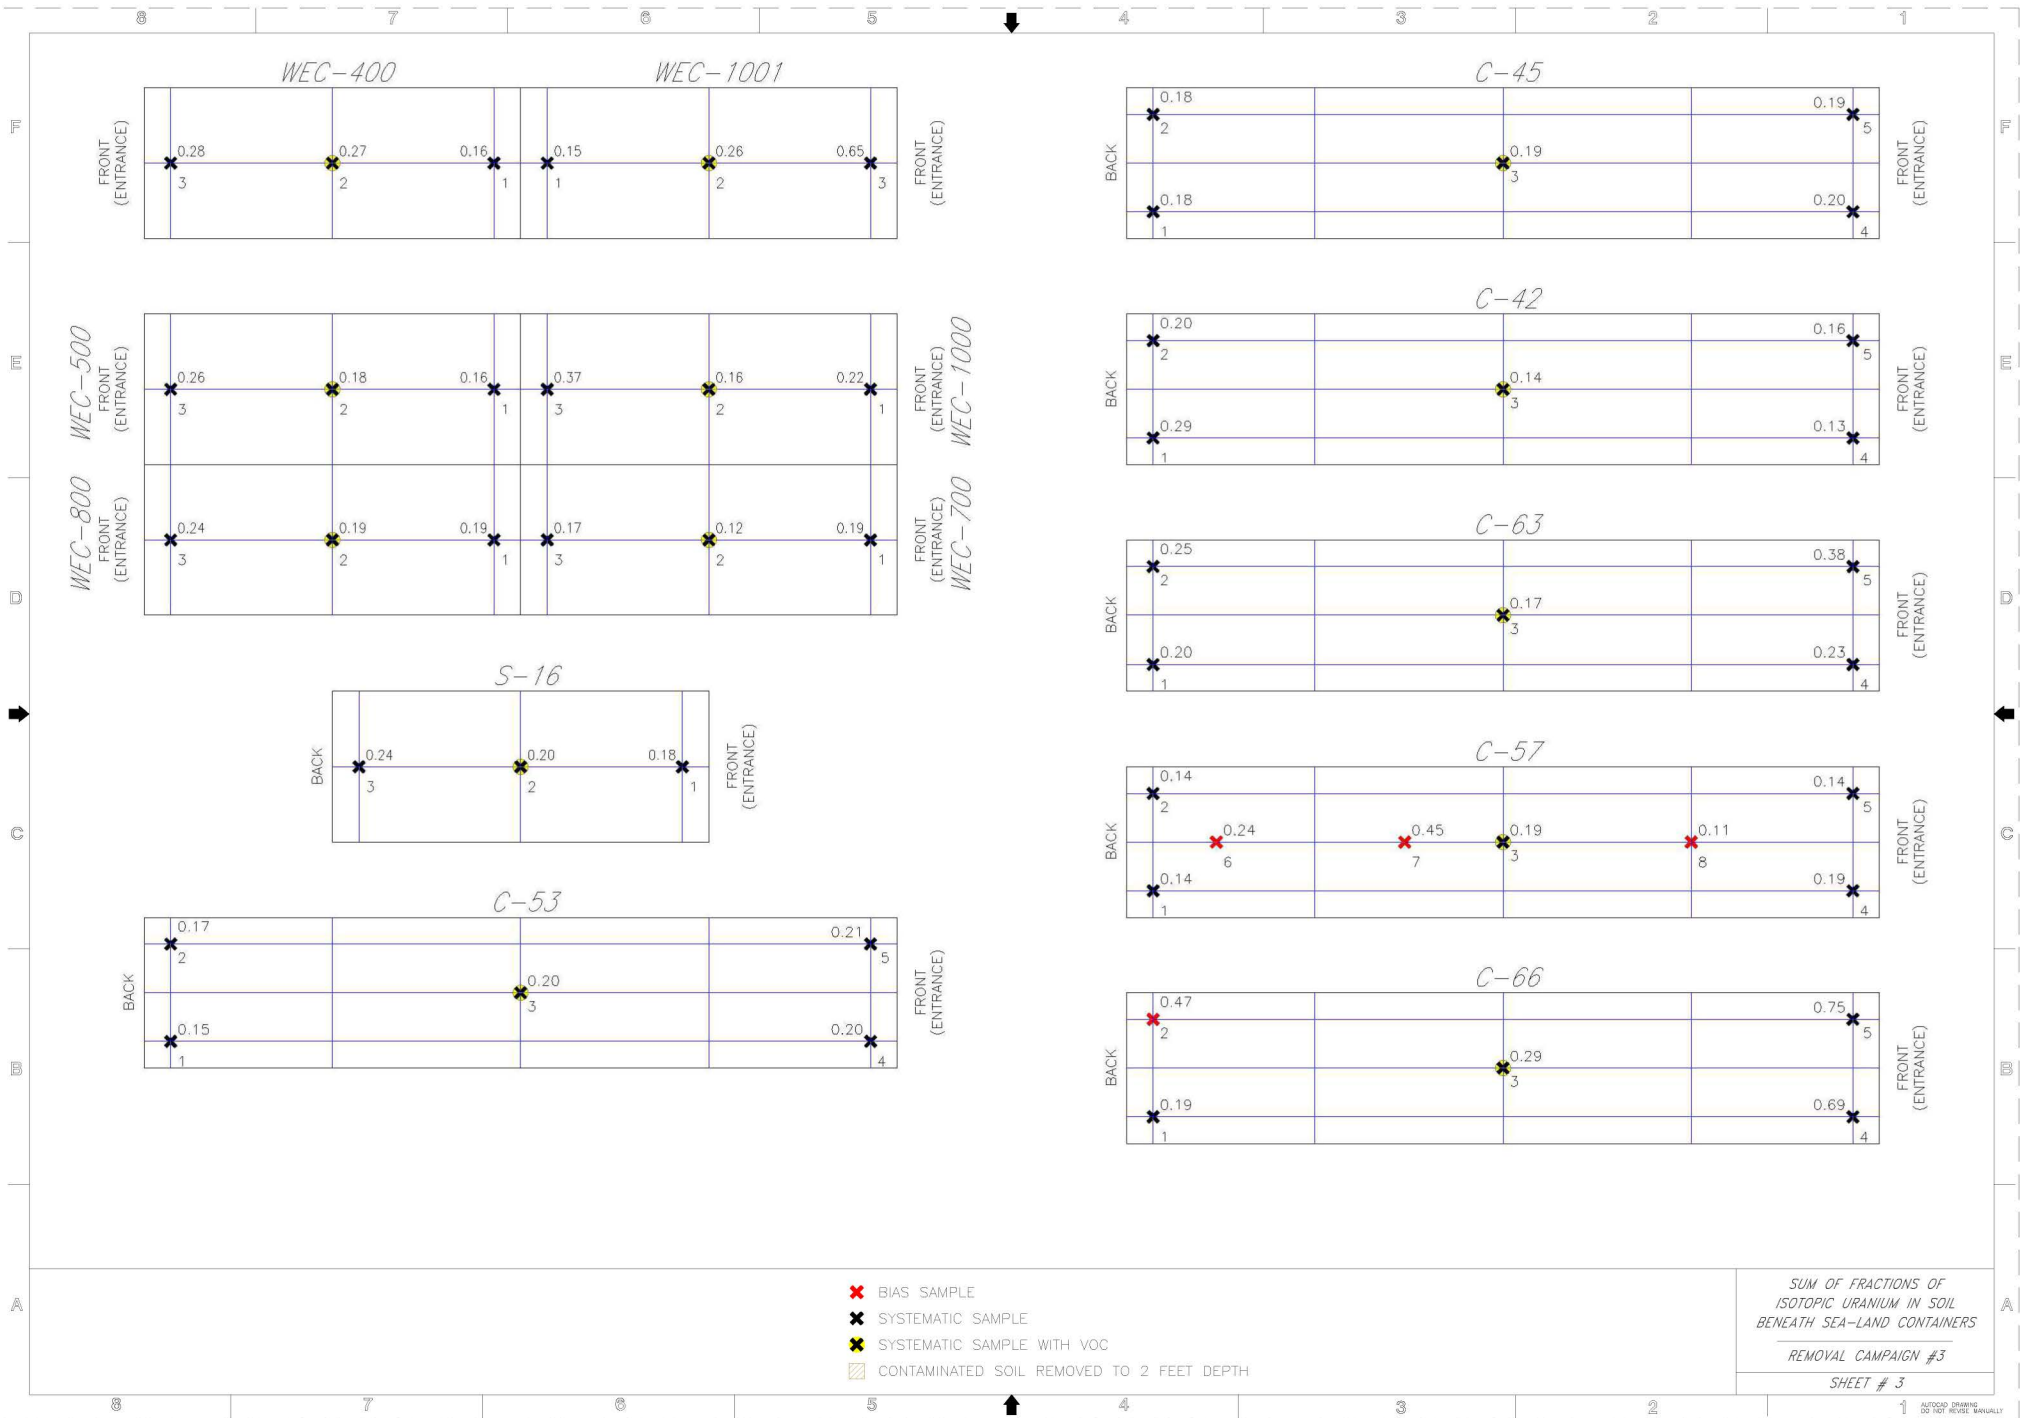 8 7 6 5 4 3 2 1
F
WEC-400 WEC-1001
FRONT
(ENTRANCE)
0.28 0.27 0.16 0.15 0.26 0.65
3 2 1 1 2 3
FRONT
(ENTRANCE)
C-45
BACK
0.18 0.19
2 5
0.19
3
0.18 0.20
1 4
FRONT
(ENTRANCE)
F
E
WEC-500
FRONT
(ENTRANCE)
0.26 0.18 0.16 0.37 0.16 0.22
3 2 1 3 2 1
FRONT
(ENTRANCE)
WEC-1000
C-42
BACK
0.20 0.16
2 5
0.14
3
0.29 0.13
1 4
FRONT
(ENTRANCE)
E
WEC-800
FRONT
(ENTRANCE)
0.24 0.19 0.19 0.17 0.12 0.19
3 2 1 3 2 1
FRONT
(ENTRANCE)
WEC-700
D
C-63
BACK
0.25 0.38
2 5
0.17
3
0.20 0.23
1 4
FRONT
(ENTRANCE)
D
S-16
BACK
0.24 0.20 0.18
3 2 1
FRONT
(ENTRANCE)
C
C-57
BACK
0.14 0.14
2 5
0.24 0.45 0.19 0.11
6 7 3 8
0.14 0.19
1 4
FRONT
(ENTRANCE)
C
C-53
BACK
0.17 0.21
2 5
0.20
3
0.15 0.20
1 4
FRONT
(ENTRANCE)
B
C-66
BACK
0.47 0.75
2 5
0.29
3
0.19 0.69
1 4
FRONT
(ENTRANCE)
B
A
BIAS SAMPLE
SYSTEMATIC SAMPLE
SYSTEMATIC SAMPLE WITH VOC
CONTAMINATED SOIL REMOVED TO 2 FEET DEPTH
SUM OF FRACTIONS OF
ISOTOPIC URANIUM IN SOIL
BENEATH SEA-LAND CONTAINERS
REMOVAL CAMPAIGN #3
SHEET # 3
A
8 7 6 5 4 3 2 1
AUTOCAD DRAWING
DO NOT REVISE MANUALLY